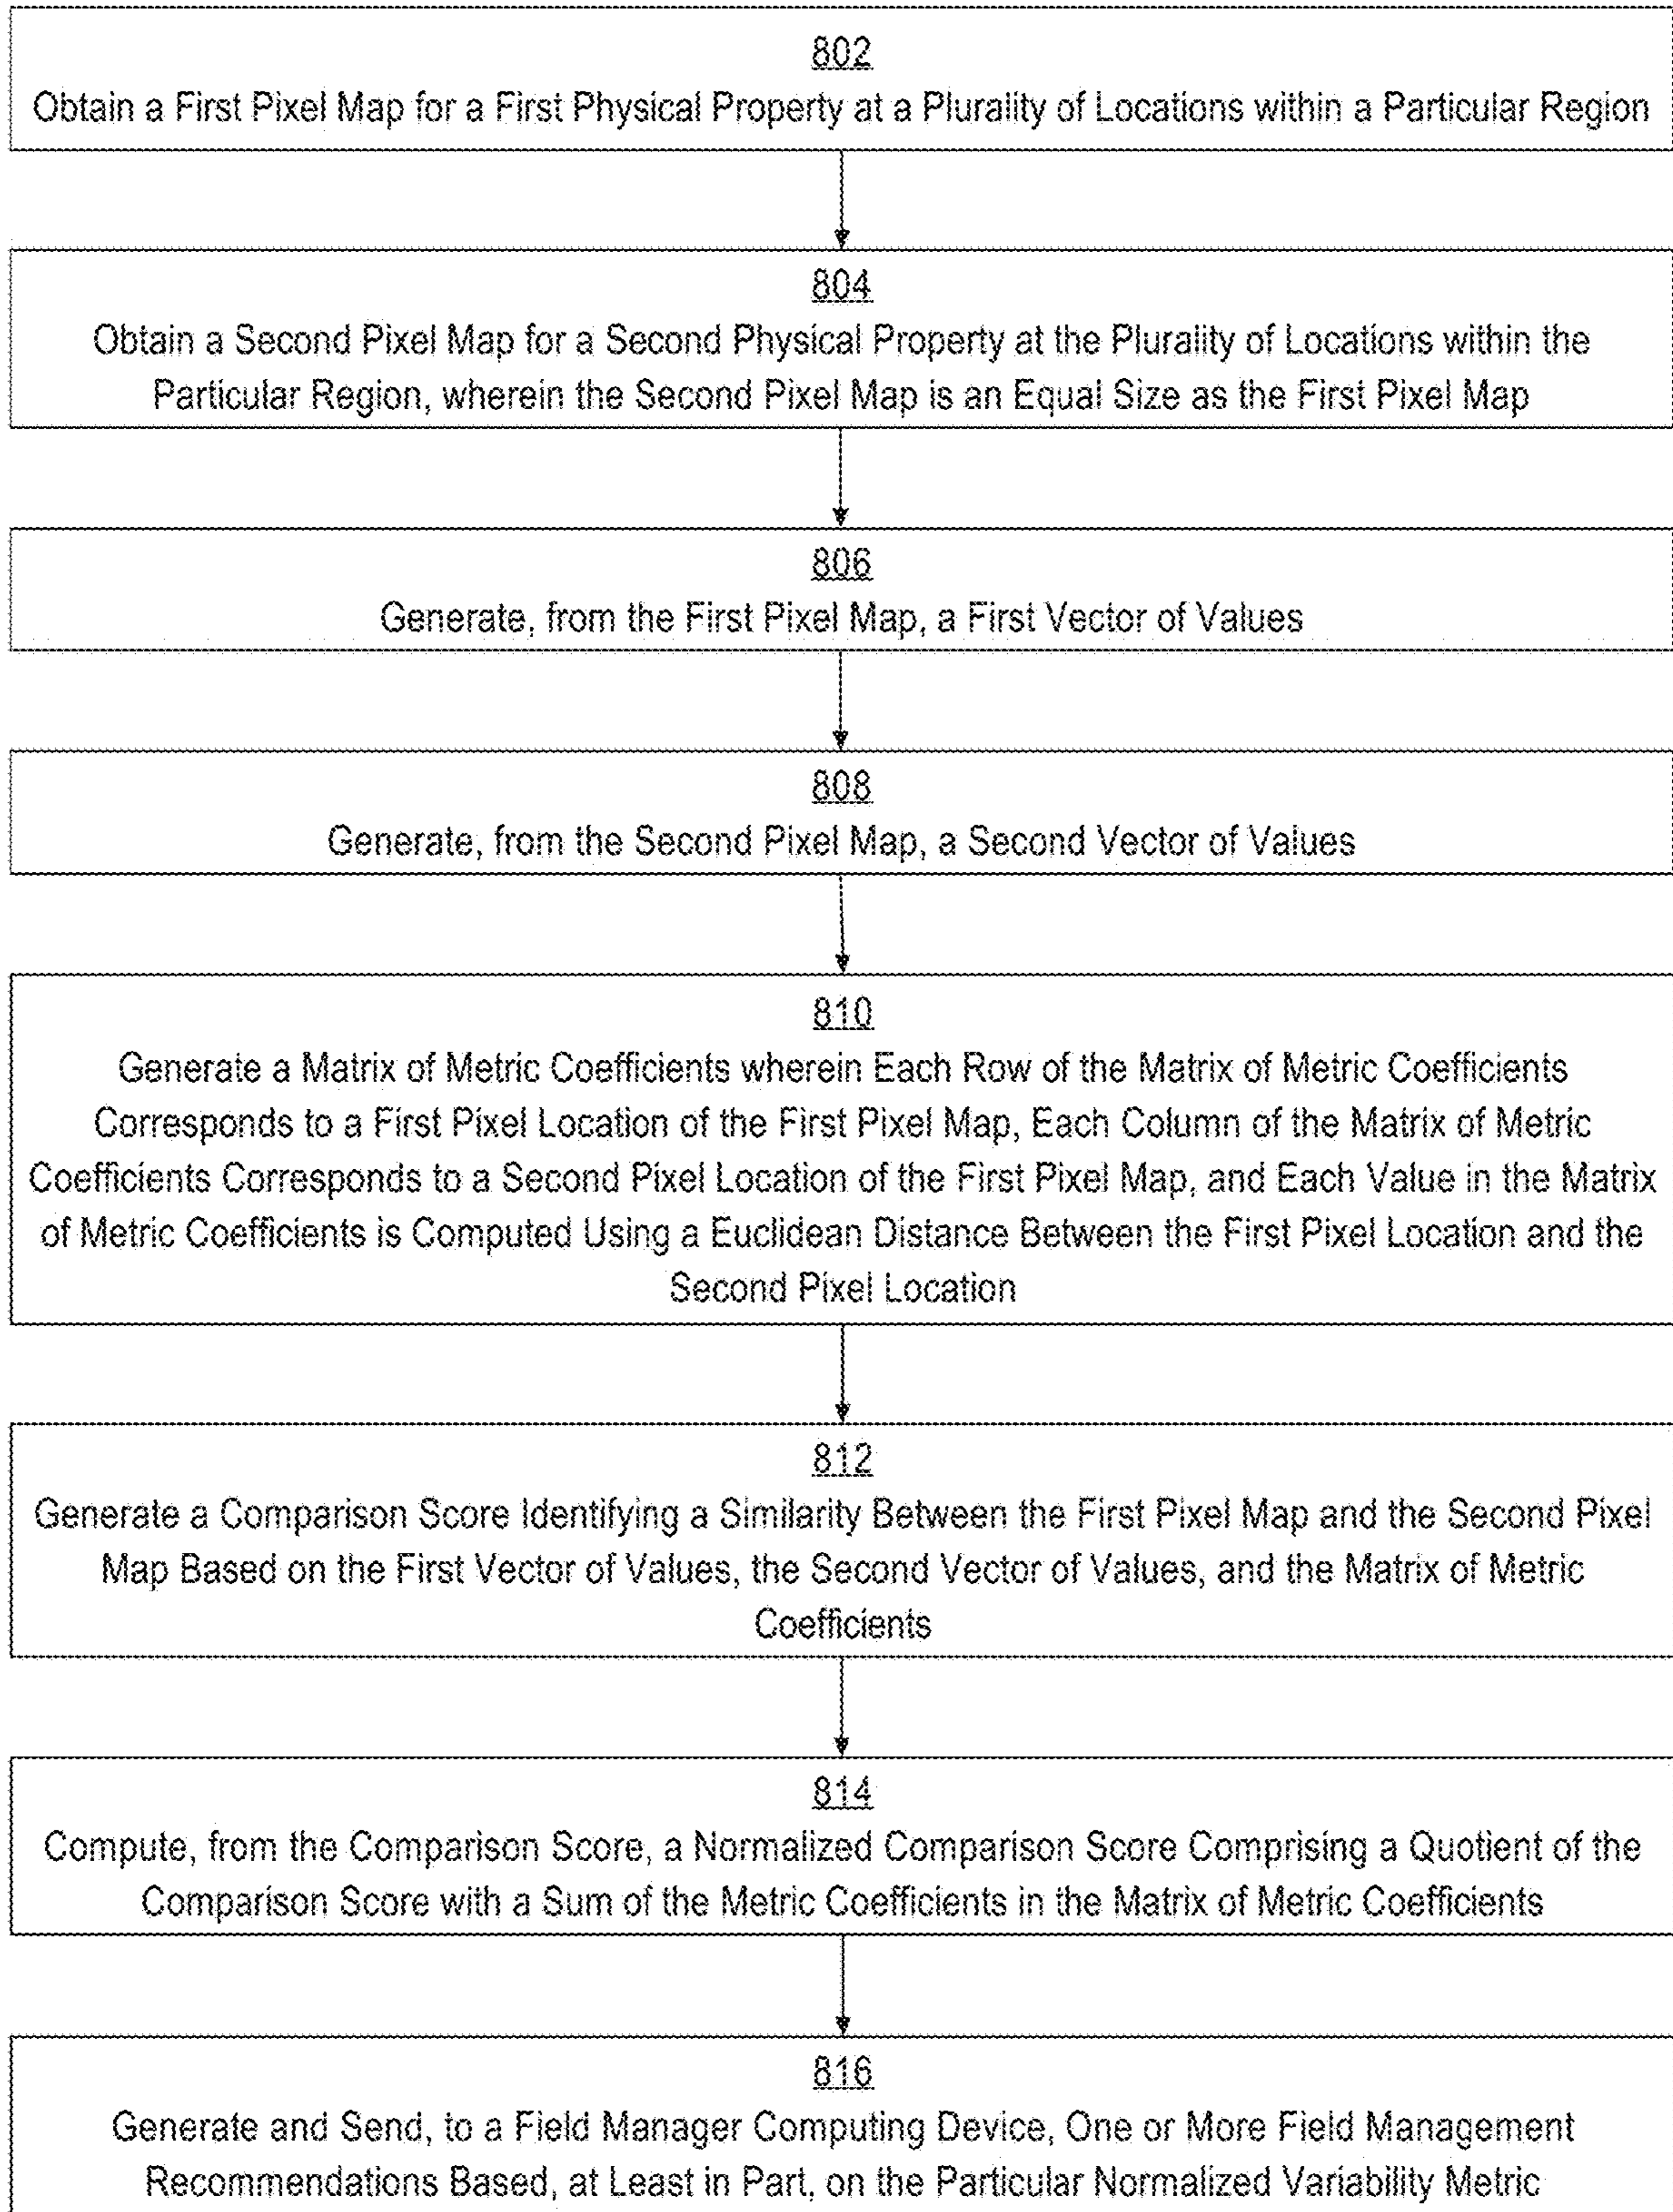 802
Obtain a First Pixel Map for a First Physical Property at a Plurality of Locations within a Particular Region
804
Obtain a Second Pixel Map for a Second Physical Property at the Plurality of Locations within the
Particular Region, wherein the Second Pixel Map is an Equal Size as the First Pixel Map
806
Generate, from the First Pixel Map, a First Vector of Values
808
Generate, from the Second Pixel Map, a Second Vector of Values
810
Generate a Matrix of Metric Coefficients wherein Each Row of the Matrix of Metric Coefficients
Corresponds to a First Pixel Location of the First Pixel Map, Each Column of the Matrix of Metric
Coefficients Corresponds to a Second Pixel Location of the First Pixel Map, and Each Value in the Matrix
of Metric Coefficients is Computed Using a Euclidean Distance Between the First Pixel Location and the
Second Pixel Location
812
Generate a Comparison Score Identifying a Similarity Between the First Pixel Map and the Second Pixel
Map Based on the First Vector of Values, the Second Vector of Values, and the Matrix of Metric
Coefficients
814
Compute, from the Comparison Score, a Normalized Comparison Score Comprising a Quotient of the
Comparison Score with a Sum of the Metric Coefficients in the Matrix of Metric Coefficients
816
Generate and Send, to a Field Manager Computing Device, One or More Field Management
Recommendations Based, at Least in Part, on the Particular Normalized Variability Metric